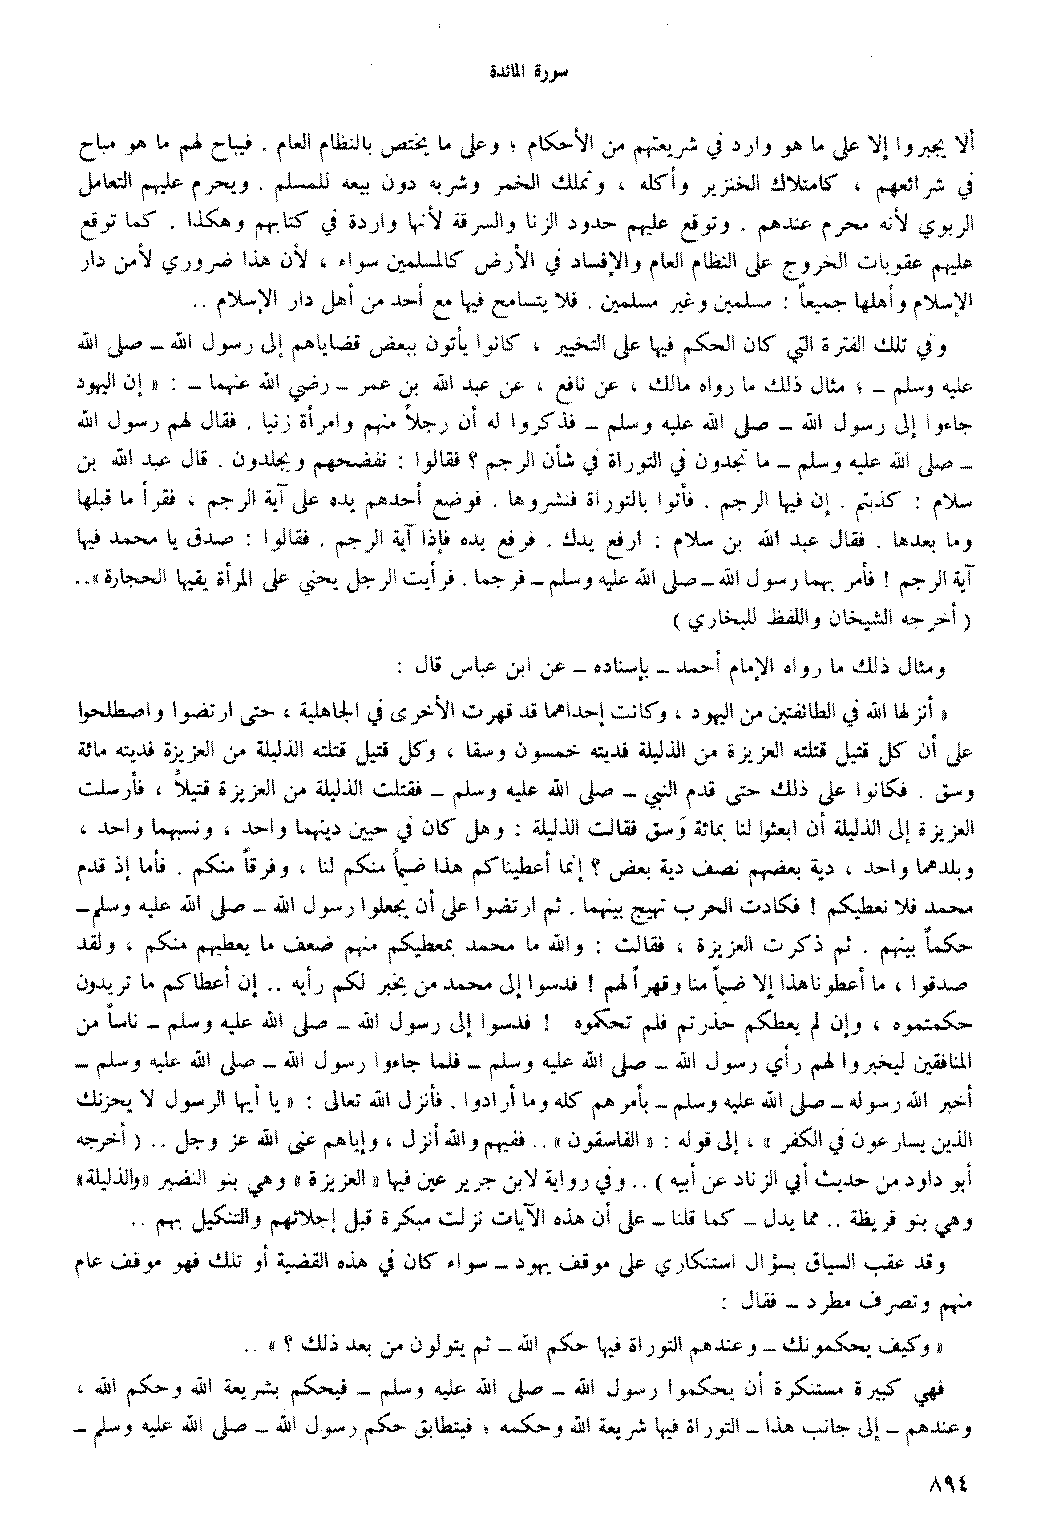 سورة المائدة
ألا يجبروا إلا على ما هو وارد في شريعتهم من الأحكام ؛ وعلى ما يختص بالنظام العام . فيباح لهم ما هو مباح
في شرائعهم ، كامتلاك الخنزير وأكله ، وتملك الخمر وشربه دون بيعه للمسلم . ويحرم عليهم التعامل
الربوي لأنه محرم عندهم . وتوقع عليهم حدود الزنا والسرقة لأنها واردة في كتابهم وهكذا . كما توقع
عليهم عقوبات الخروج على النظام العام والإفساد في الأرض كالمسلمين سواء ، لأن هذا ضروري لأمن دار
الإسلام وأهلها جميعاً : مسلمين وغير مسلمين . فلا يتسامح فيها مع أحد من أهل دار الإسلام ..
وفي تلك الفترة التي كان الحكم فيها على التخيير ، كانوا يأتون ببعض قضاياهم إلى رسول الله – صلى الله
عليه وسلم – ؛ مثال ذلك ما رواه مالك ، عن نافع ، عن عبد الله بن عمر – رضي الله عنهما – : « إن اليهود
جاءوا إلى رسول الله – صلى الله عليه وسلم – فذكروا له أن رجلاً منهم وامرأة زنيا . فقال لهم رسول الله
– صلى الله عليه وسلم – ما تجدون في التوراة في شأن الرجم ؟ فقالوا : نفضحهم ويجلدون . قال عبد الله بن
سلام : كذبتم . إن فيها الرجم . فأتوا بالتوراة فنشروها . فوضع أحدهم يده على آية الرجم ، فقرأ ما قبلها
وما بعدها . فقال عبد الله بن سلام : ارفع يدك . فرفع يده فإذا آية الرجم . فقالوا : صدق يا محمد فيها
آية الرجم ! فأمر بهما رسول الله – صلى الله عليه وسلم – فرجما . فرأيت الرجل يحني على المرأة يقيها الحجارة »..
( أخرجه الشيخان واللفظ للبخاري )
ومثال ذلك ما رواه الإمام أحمد – بإسناده – عن ابن عباس قال :
« أنزلها الله في الطائفتين من اليهود ، وكانت إحداهما قد قهرت الأخرى في الجاهلية ، حتى ارتضوا واصطلحوا
على أن كل قتيل قتلته العزيزة من الذليلة فديته خمسون وسقا ، وكل قتيل قتلته الذليلة من العزيزة فديته مائة
وسق . فكانوا على ذلك حتى قدم النبي – صلى الله عليه وسلم – فقتلت الذليلة من العزيزة قتيلاً ، فأرسلت
العزيزة إلى الذليلة أن ابعثوا لنا بمائة وَسق فقالت الذليلة : وهل كان في حيين دينهما واحد ، ونسبهما واحد ،
وبلدهما واحد ، دية بعضهم نصف دية بعض ؟ إنما أعطيناكم هذا ضيماً منكم لنا ، وفرقاً منكم . فأما إذ قدم
محمد فلا نعطيكم ! فكادت الحرب تهيج بينهما . ثم ارتضوا على أن يجعلوا رسول الله – صلى الله عليه وسلم–
حكماً بينهم . ثم ذكرت العزيزة ، فقالت : والله ما محمد بمعطيكم منهم ضعف ما يعطيهم منكم ، ولقد
صدقوا ، ما أعطونا هذا إلا ضيماً منا وقهراً لهم ! فدسوا إلى محمد من يخبر لكم رأيه .. إن أعطاكم ما تريدون
حكمتموه ، وإن لم يعطكم حذرتم فلم تحكموه ! فدسوا إلى رسول الله – صلى الله عليه وسلم – ناساً من
المنافقين ليخبروا لهم رأي رسول الله – صلى الله عليه وسلم – فلما جاءوا رسول الله – صلى الله عليه وسلم –
أخبر الله رسوله – صلى الله عليه وسلم – بأمرهم كله وما أرادوا . فأنزل الله تعالى : « يا أيها الرسول لا يحزنك
الذين يسارعون في الكفر » ، إلى قوله : « الفاسقون » .. ففيهم والله أنزل ، وإياهم عنى الله عز وجل .. ( أخرجه
أبو داود من حديث أبي الزناد عن أبيه ) .. وفي رواية لابن جرير عين فيها « العزيزة » وهي بنو النضير «والذليلة»
وهي بنو قريظة .. مما يدل – كما قلنا – على أن هذه الآيات نزلت مبكرة قبل إجلائهم والتنكيل بهم ..
وقد عقب السياق بسؤال استنكاري على موقف يهود – سواء كان في هذه القضية أو تلك فهو موقف عام
منهم وتصرف مطرد – فقال :
« وكيف يحكمونك – وعندهم التوراة فيها حكم الله – ثم يتولون من بعد ذلك ؟ » ..
فهي كبيرة مستنكرة أن يحكموا رسول الله – صلى الله عليه وسلم – فيحكم بشريعة الله وحكم الله ،
وعندهم – إلى جانب هذا – التوراة فيها شريعة الله وحكمه ؛ فيتطابق حكم رسول الله – صلى الله عليه وسلم –
٨٩٤